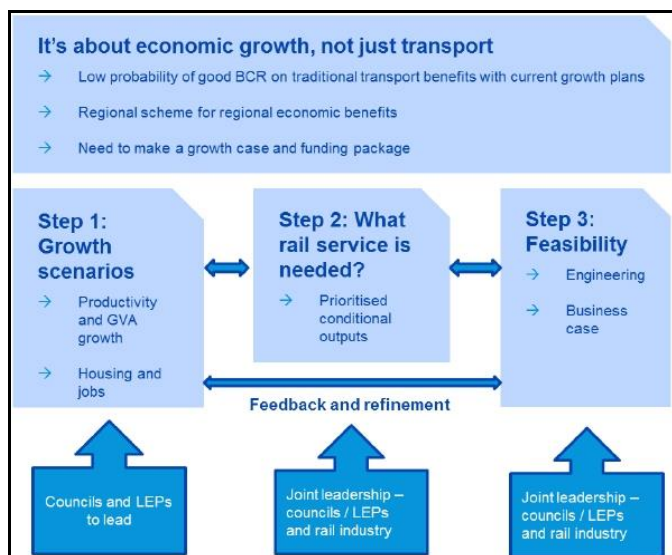 It's about economic growth, not just transport
→ Low probability of good BCR on traditional transport benefits with current growth plans
→ Regional scheme for regional economic benefits
→ Need to make a growth case and funding package
Step 1:
Growth
scenarios
→ Productivity
and GVA
growth
→ Housing and
jobs
Step 2: What
rail service is
needed?
→ Prioritised
conditional
outputs
Step 3:
Feasibility
→ Engineering
→ Business
case
Feedback and refinement
Councils and LEPs
to lead
Joint leadership –
councils / LEPs
and rail industry
Joint leadership –
councils / LEPs
and rail industry